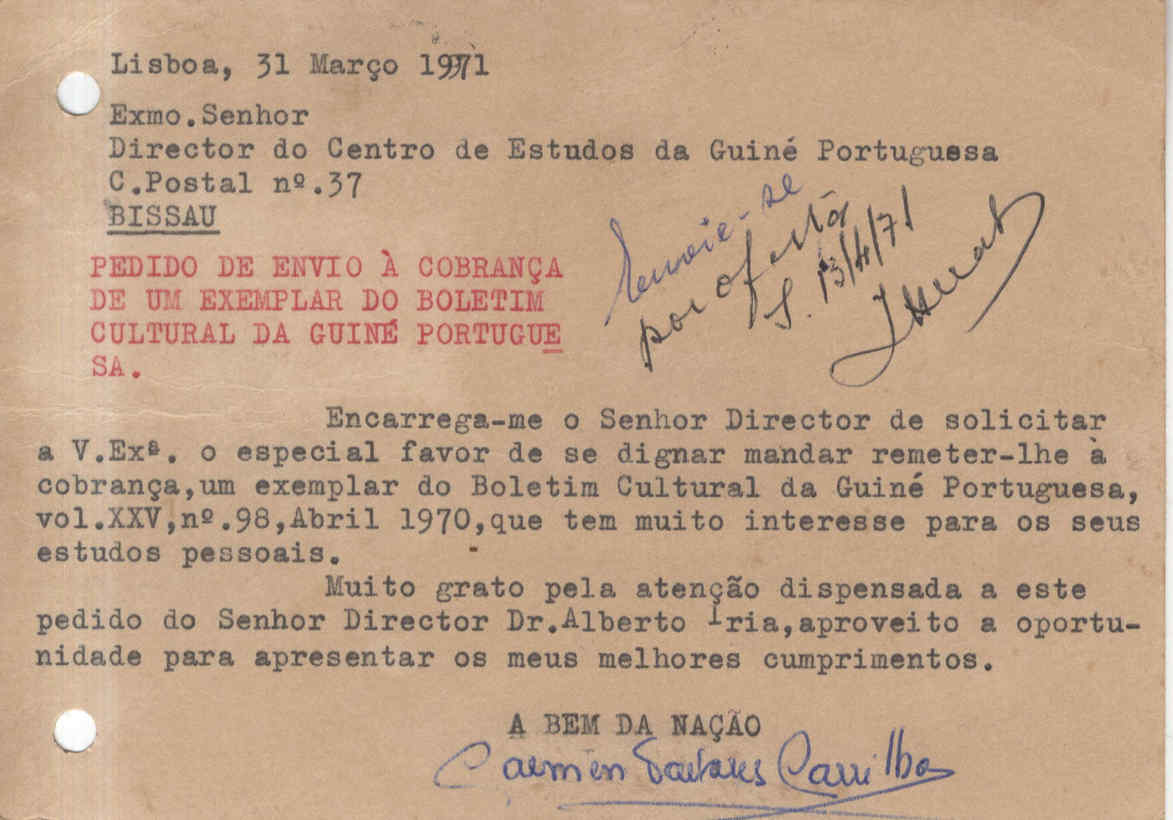 Lisboa, 31 Março 1971
Exmo.Senhor
Director do Centro de Estudos da Guiné Portuguesa
C.Postal nº.37
BISSAU
Envie-se
por oferta
13/4/71
PEDIDO DE ENVIO À COBRANÇA
DE UM EXEMPLAR DO BOLETIM
CULTURAL DA GUINÉ PORTUGUE
SA.
Encarrega-me o Senhor Director de solicitar
a V.Exª. o especial favor de se dignar mandar remeter-lhe à
cobrança,um exemplar do Boletim Cultural da Guiné Portuguesa,
vol.XXV,nº.98,Abril 1970,que tem muito interesse para os seus
estudos pessoais.
Muito grato pela atenção dispensada a este
pedido do Senhor Director Dr.Alberto Iria,aproveito a oportu-
nidade para apresentar os meus melhores cumprimentos.
A BEM DA NAÇÃO
Carmen Carrilho